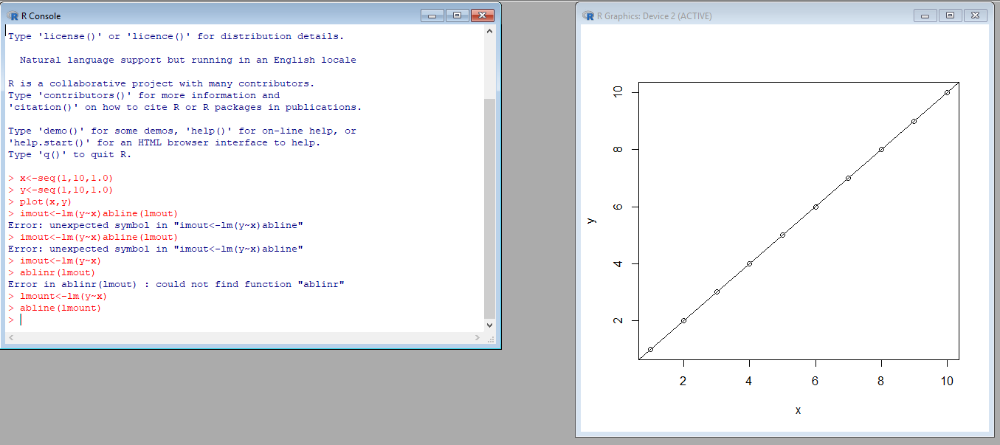 R Console
Type 'license()' or 'licence()' for distribution details.
Natural language support but running in an English locale
R is a collaborative project with many contributors.
Type 'contributors()' for more information and
'citation()' on how to cite R or R packages in publications.
Type 'demo()' for some demos, 'help()' for on-line help, or
'help.start()' for an HTML browser interface to help.
Type 'q()' to quit R.
> x<-seq(1,10,1.0)
> y<-seq(1,10,1.0)
> plot(x,y)
> imout<-lm(y~x)abline(lmout)
Error: unexpected symbol in "imout<-lm(y~x)abline"
> imout<-lm(y~x)abline(lmout)
Error: unexpected symbol in "imout<-lm(y~x)abline"
> imout<-lm(y~x)
> ablinr(lmout)
Error in ablinr(lmout) : could not find function "ablinr"
> lmount<-lm(y~x)
> abline(lmount)
>
R Graphics: Device 2 (ACTIVE)
10
8
6
4
2
y
2 4 6 8 10
x